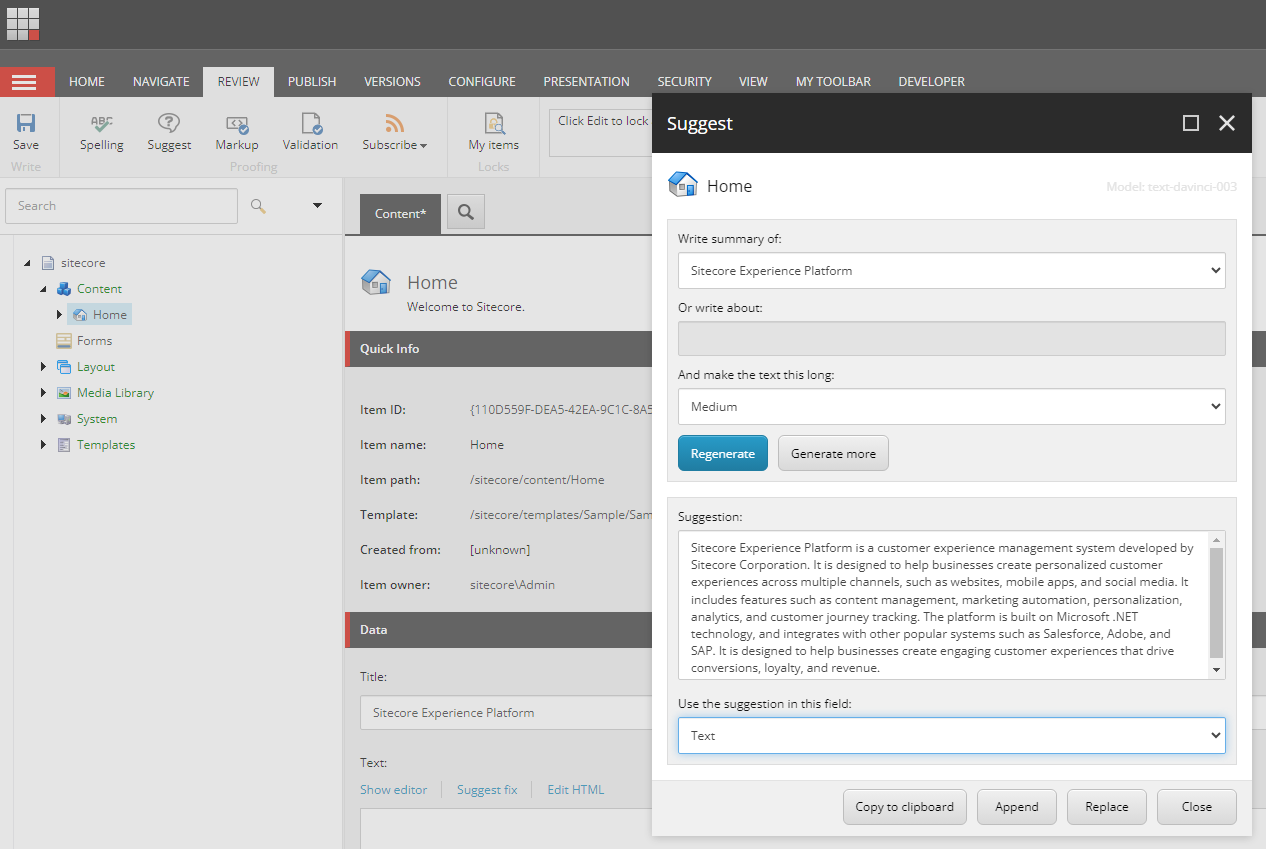 HOME NAVIGATE REVIEW PUBLISH VERSIONS CONFIGURE PRESENTATION SECURITY VIEW MY TOOLBAR DEVELOPER
ABC
Save Spelling Suggest Markup Validation Subscribe My items
Write Proofing Locks
Click Edit to lock
Search
sitecore
Content
Home
Forms
Layout
Media Library
System
Templates
Content*
Home
Welcome to Sitecore.
Quick Info
Item ID: {110D559F-DEA5-42EA-9C1C-8A5
Item name: Home
Item path: /sitecore/content/Home
Template: /sitecore/templates/Sample/Sam
Created from: [unknown]
Item owner: sitecore\Admin
Data
Title:
Sitecore Experience Platform
Text:
Show editor Suggest fix Edit HTML
Suggest
Home
Model: text-davinci-003
Write summary of:
Sitecore Experience Platform
Or write about:
And make the text this long:
Medium
Regenerate Generate more
Suggestion:
Sitecore Experience Platform is a customer experience management system developed by
Sitecore Corporation. It is designed to help businesses create personalized customer
experiences across multiple channels, such as websites, mobile apps, and social media. It
includes features such as content management, marketing automation, personalization,
analytics, and customer journey tracking. The platform is built on Microsoft .NET
technology, and integrates with other popular systems such as Salesforce, Adobe, and
SAP. It is designed to help businesses create engaging customer experiences that drive
conversions, loyalty, and revenue.
Use the suggestion in this field:
Text
Copy to clipboard Append Replace Close